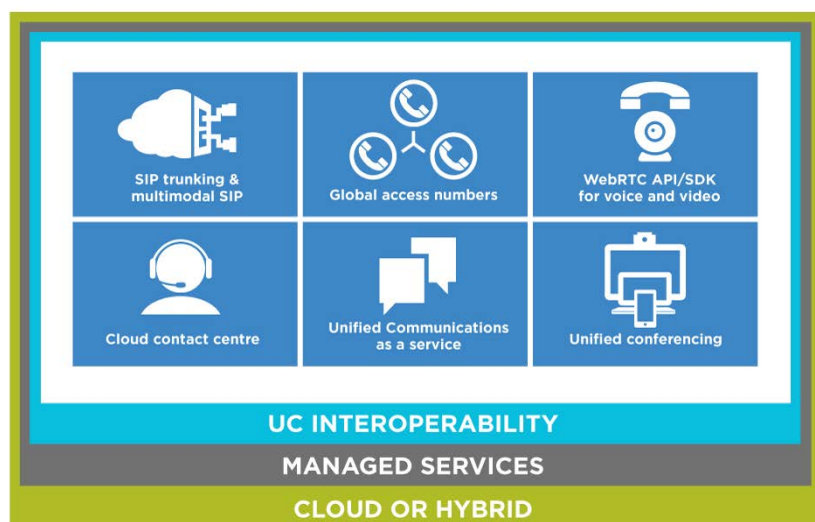 SIP trunking &
multimodal SIP
Global access numbers
WebRTC API/SDK
for voice and video
Cloud contact centre
Unified Communications
as a service
Unified conferencing
UC INTEROPERABILITY
MANAGED SERVICES
CLOUD OR HYBRID